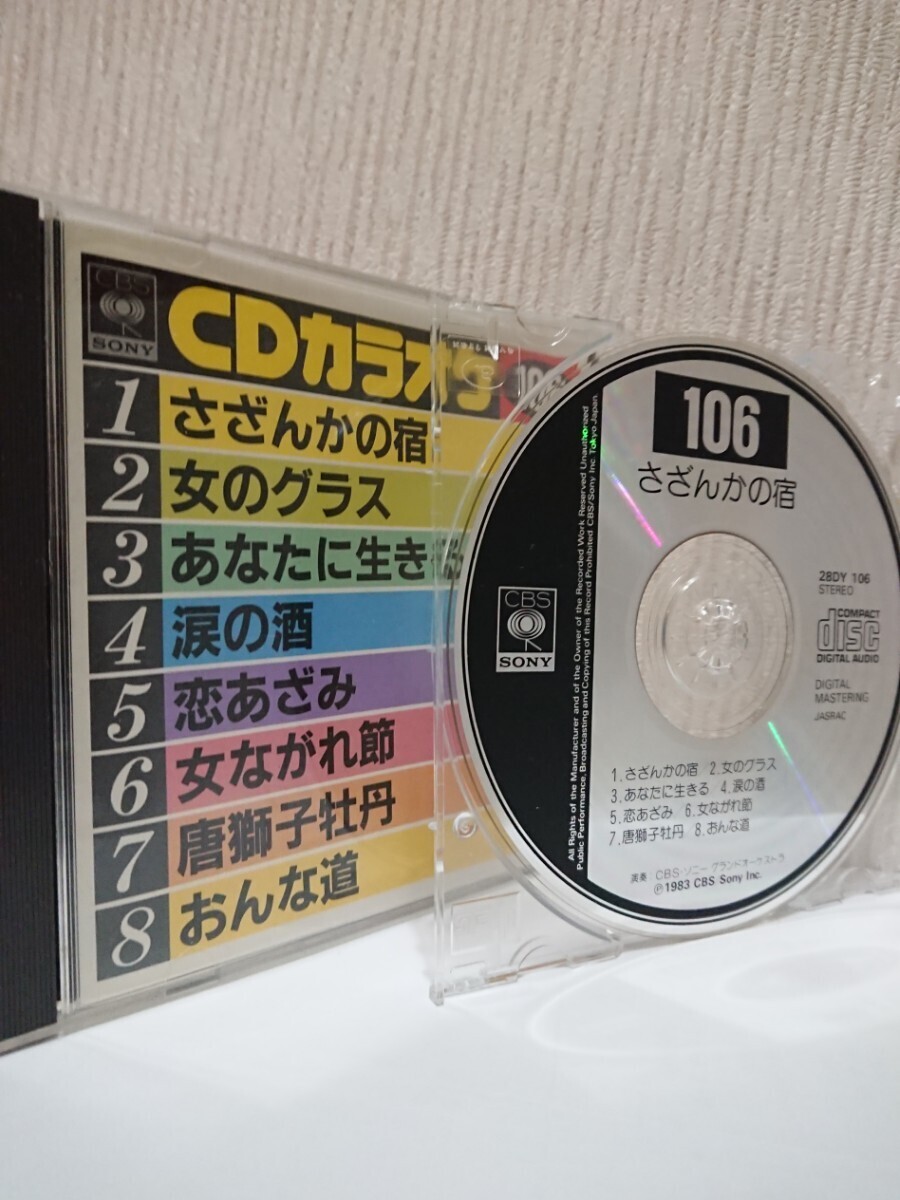 CBS
SONY
CDカラオケ
1 さざんかの宿
2 女のグラス
3 あなたに生きる
4 涙の酒
5 恋あざみ
6 女ながれ節
7 唐獅子牡丹
8 おんな道
106
さざんかの宿
28DY 106
STEREO
COMPACT
disc
DIGITAL AUDIO
DIGITAL
MASTERING
JASRAC
CBS
SONY
All Rights of the Manufacturer and of the Owner of the Recorded Work Reserved Unauthorized
Public Performance, Broadcasting and Copying of this Record Prohibited CBS/Sony Inc Tokyo Japan.
1.さざんかの宿 2.女のグラス
3.あなたに生きる 4.涙の酒
5.恋あざみ 6.女ながれ節
7.唐獅子牡丹 8.おんな道
演奏 CBS・ソニーグランドオーケストラ
Ⓟ1983 CBS Sony Inc.